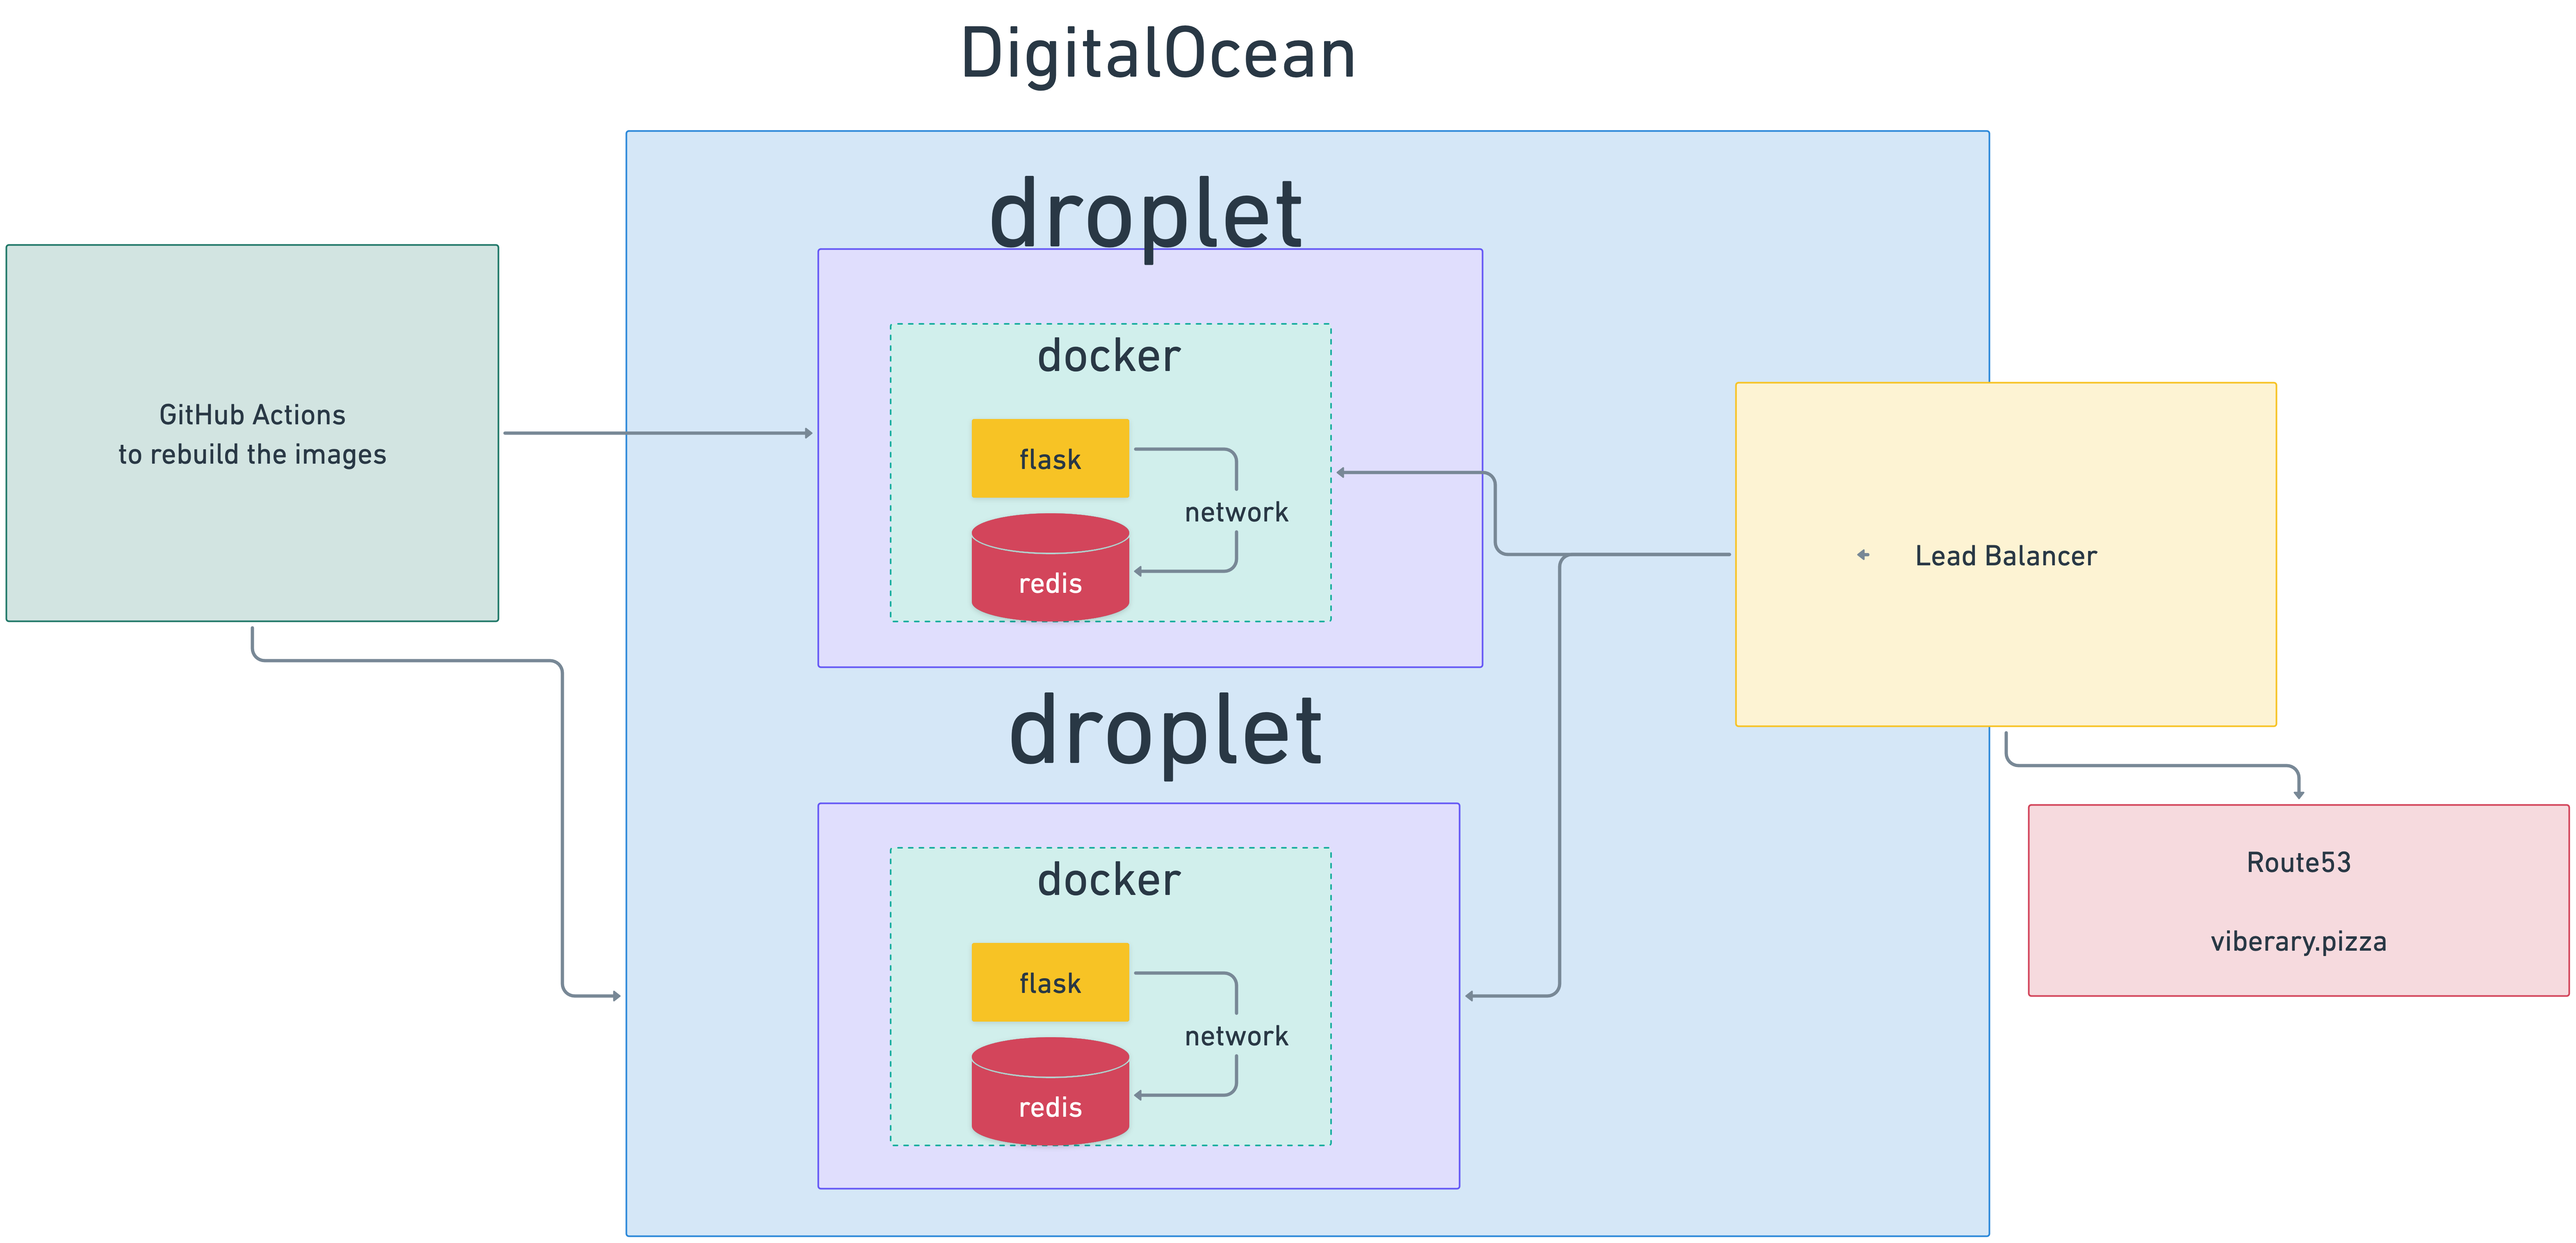 DigitalOcean
droplet
GitHub Actions
to rebuild the images
docker
flask
network
redis
Lead Balancer
droplet
docker
flask
network
redis
Route53
viberary.pizza